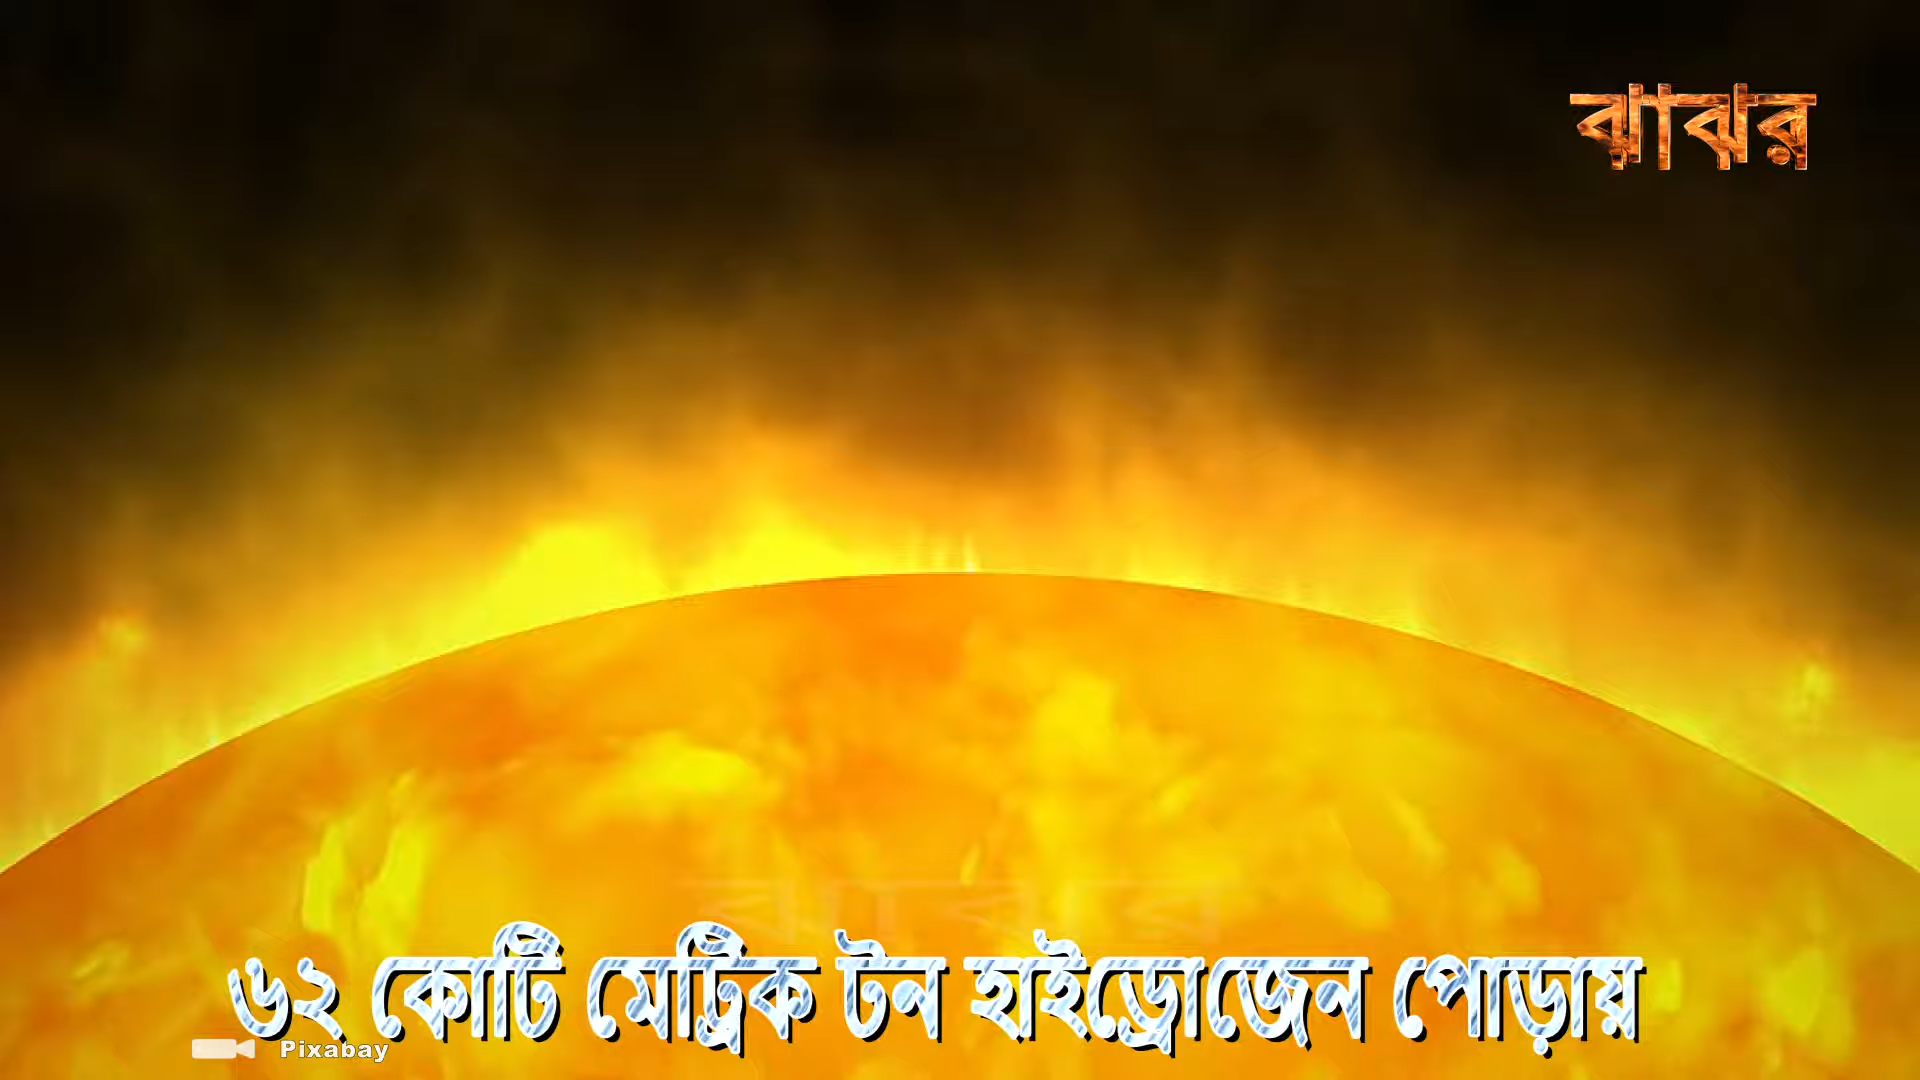 ঝাঝর
৬২ কোটি মেট্রিক টন হাইড্রোজেন পোড়ায়
Pixabay